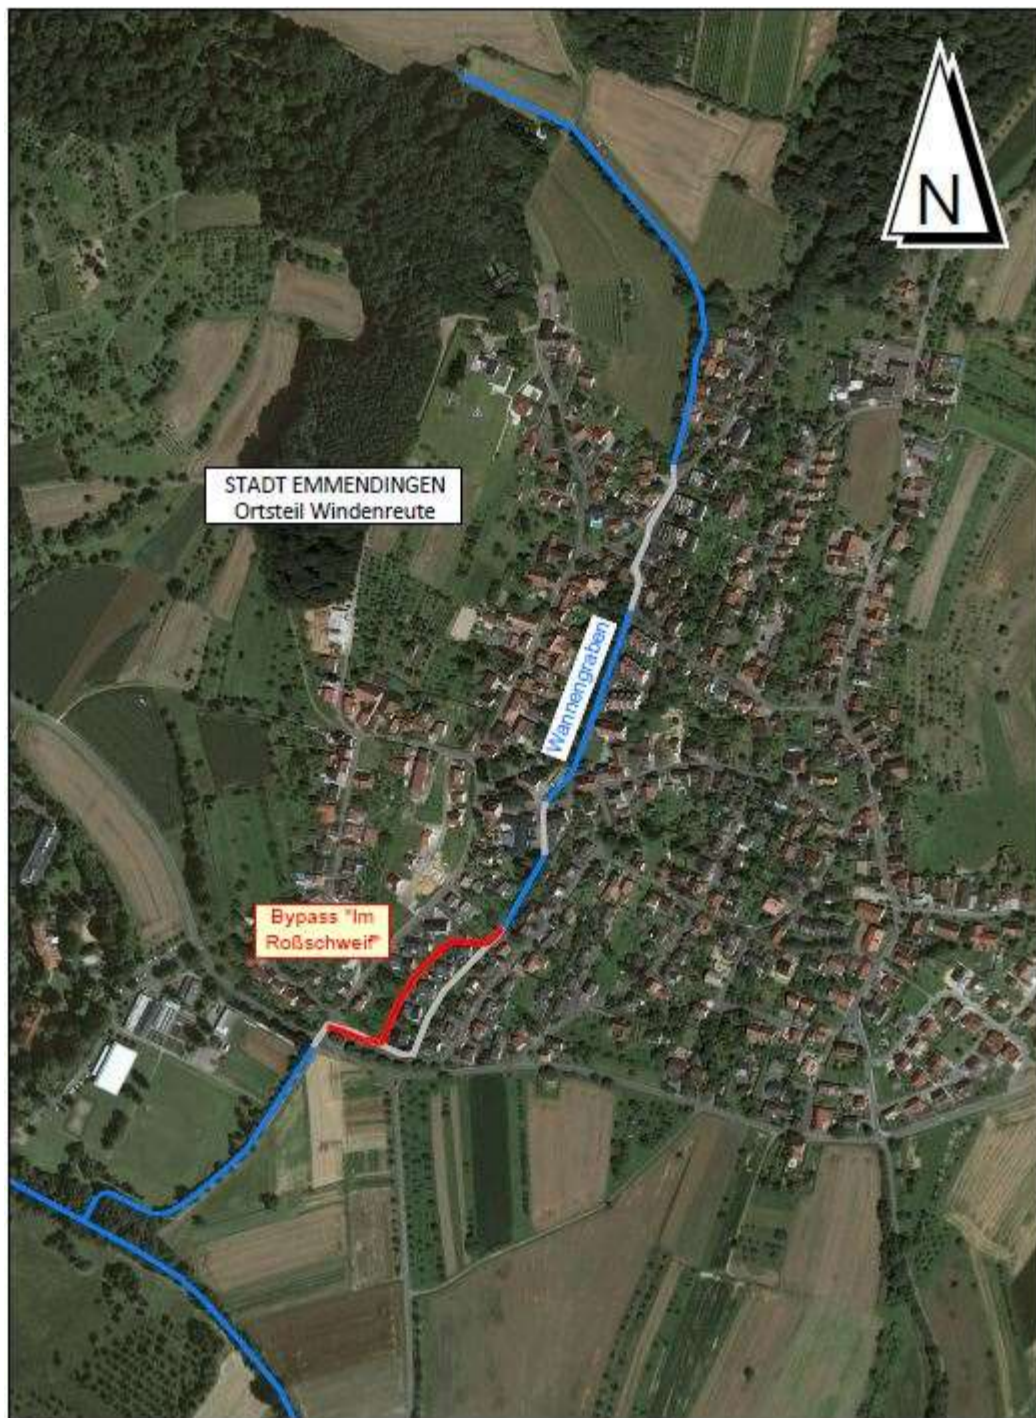 N
STADT EMMENDINGEN
Ortsteil Windenreute
Wannengraben
Bypass "Im
Roßschweif"